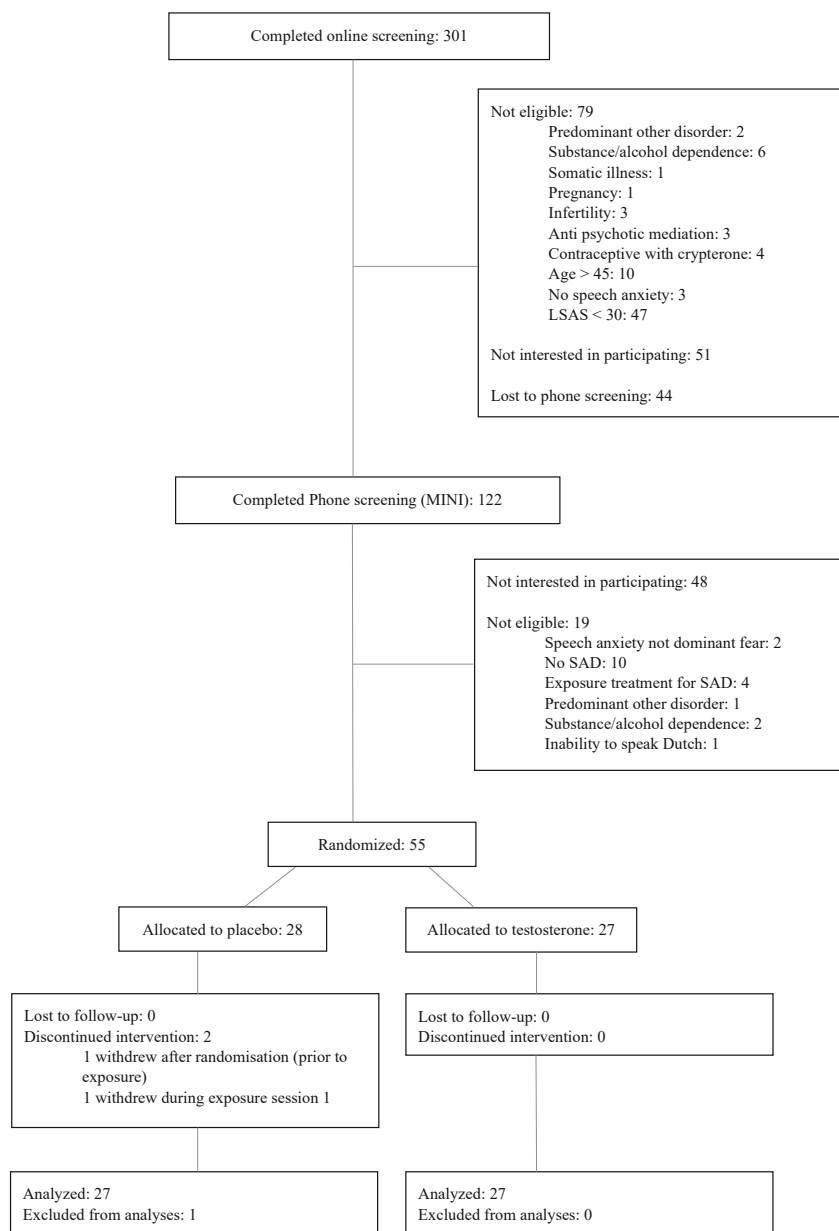 Completed online screening: 301
Not eligible: 79
Predominant other disorder: 2
Substance/alcohol dependence: 6
Somatic illness: 1
Pregnancy: 1
Infertility: 3
Anti psychotic mediation: 3
Contraceptive with crypterone: 4
Age > 45: 10
No speech anxiety: 3
LSAS < 30: 47
Not interested in participating: 51
Lost to phone screening: 44
Completed Phone screening (MINI): 122
Not interested in participating: 48
Not eligible: 19
Speech anxiety not dominant fear: 2
No SAD: 10
Exposure treatment for SAD: 4
Predominant other disorder: 1
Substance/alcohol dependence: 2
Inability to speak Dutch: 1
Randomized: 55
Allocated to placebo: 28
Allocated to testosterone: 27
Lost to follow-up: 0
Discontinued intervention: 2
1 withdrew after randomisation (prior to
exposure)
1 withdrew during exposure session 1
Lost to follow-up: 0
Discontinued intervention: 0
Analyzed: 27
Excluded from analyses: 1
Analyzed: 27
Excluded from analyses: 0